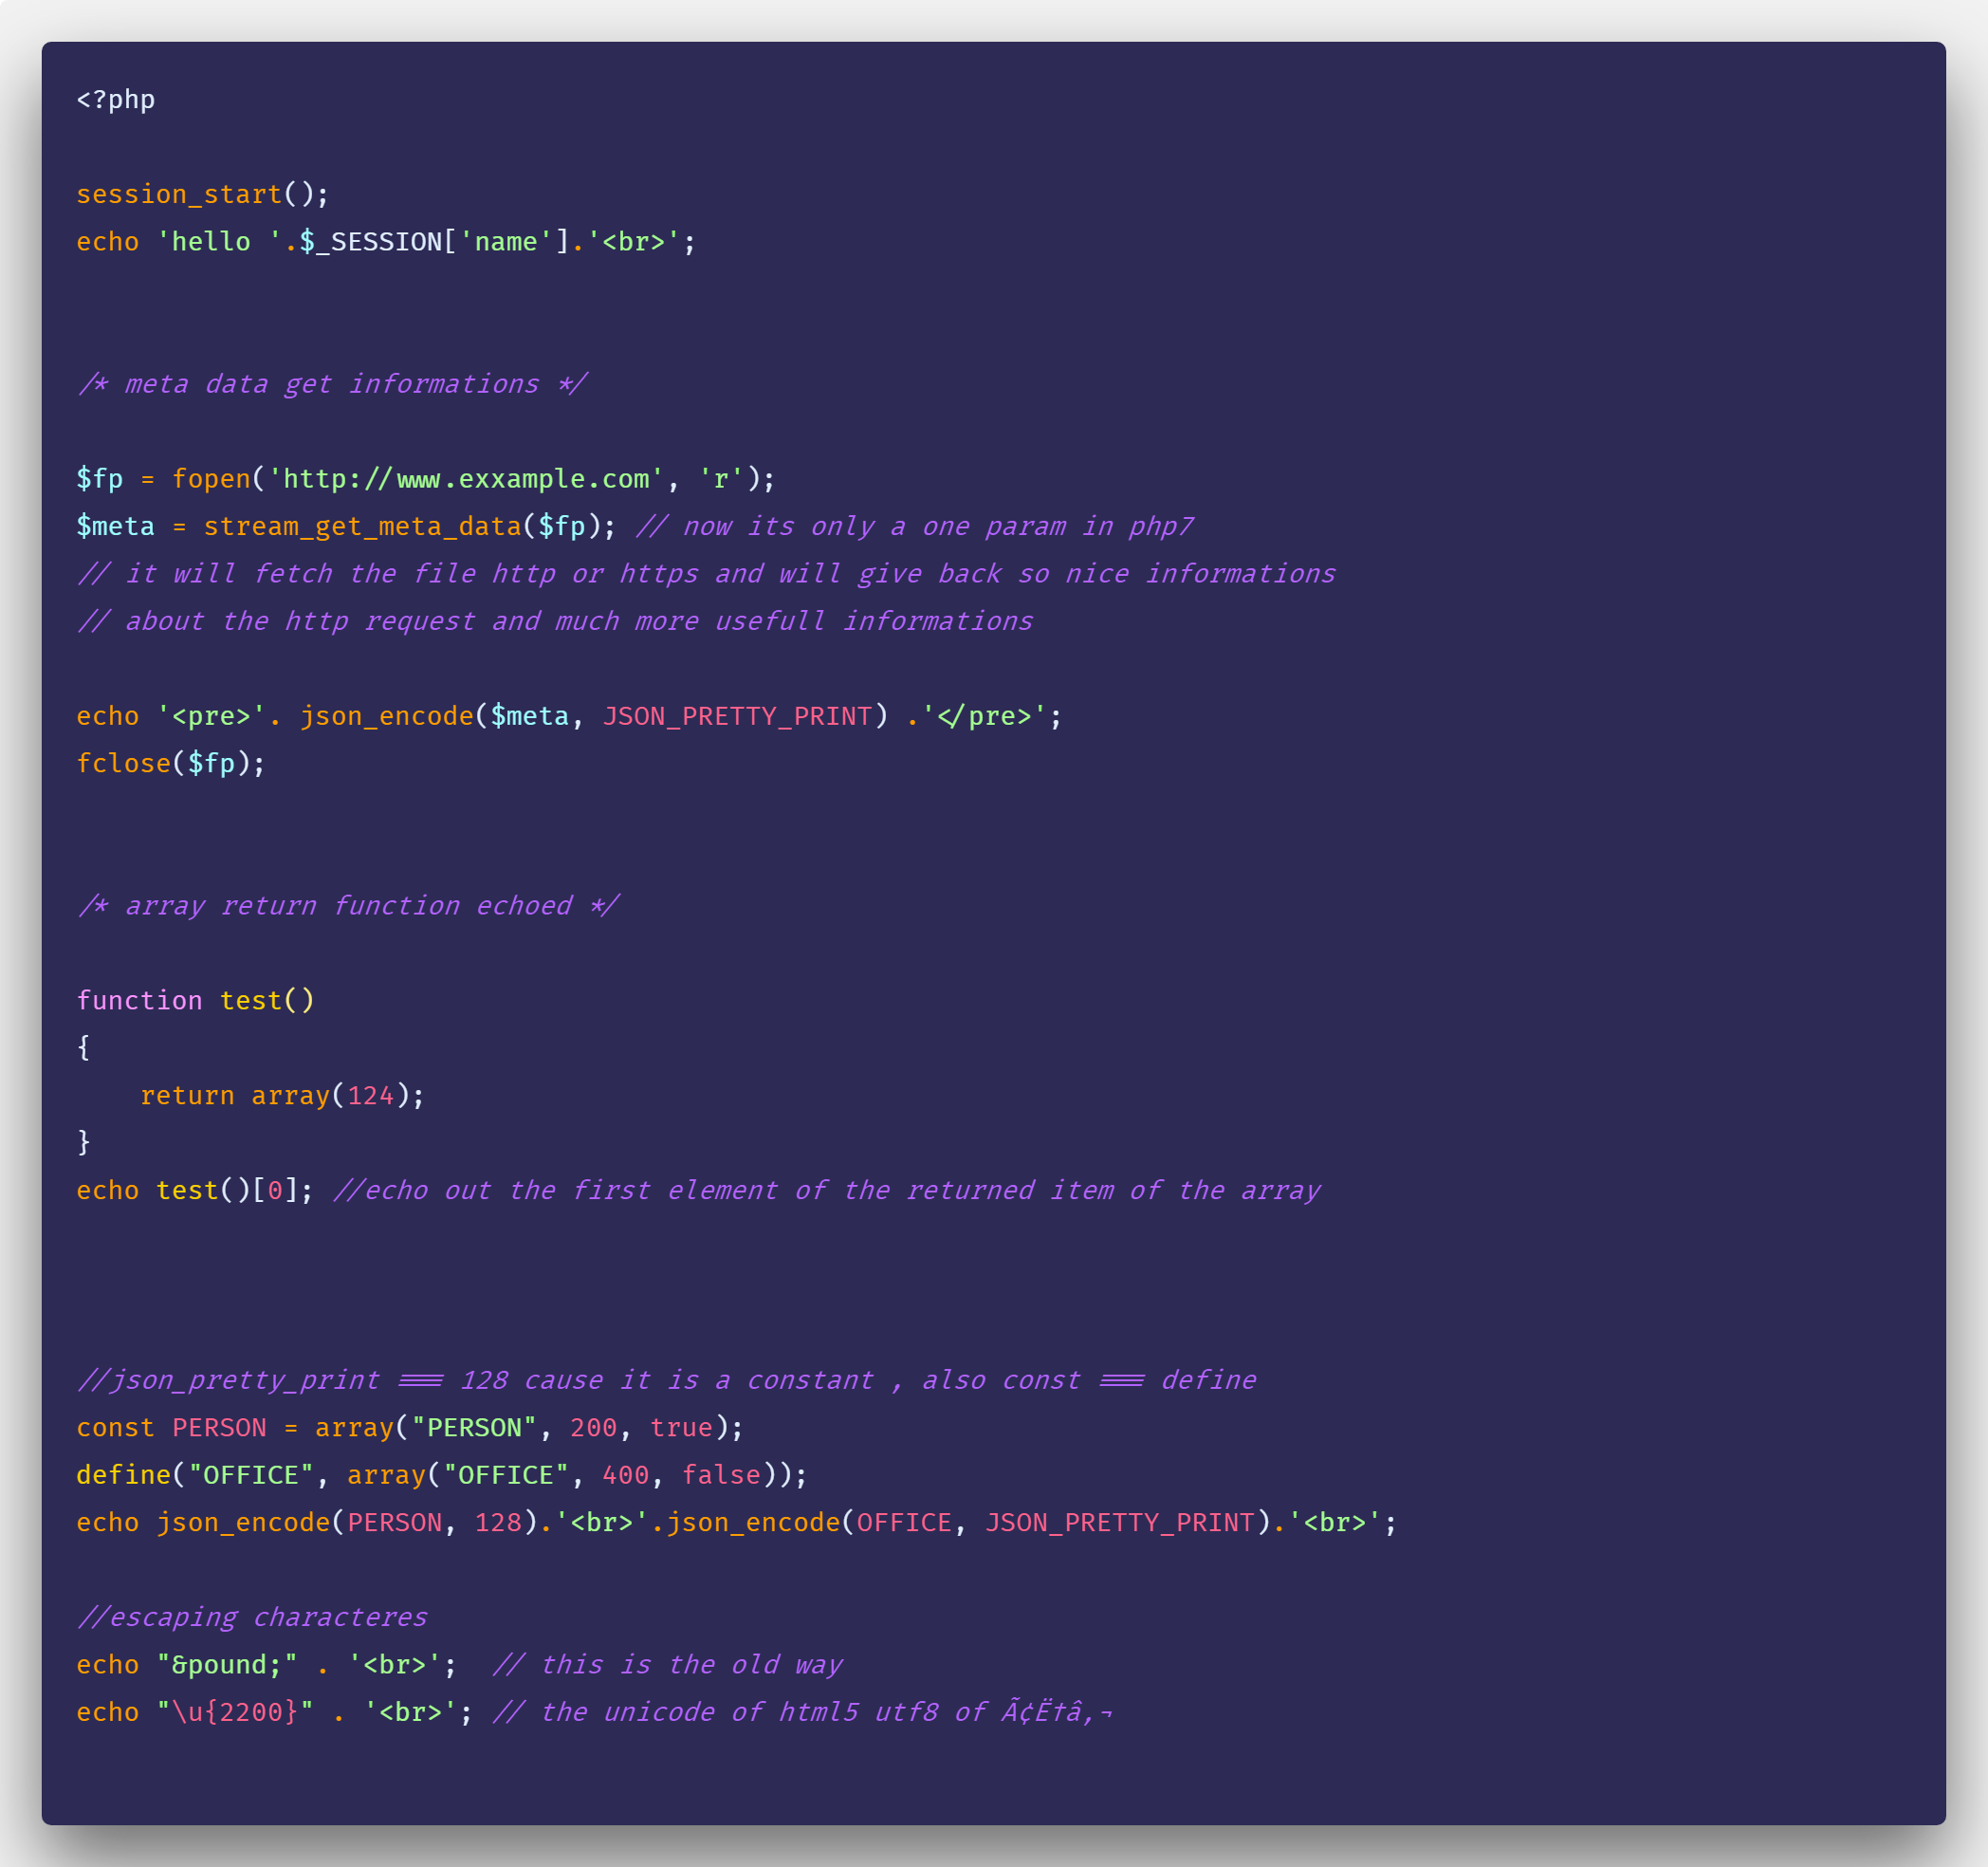 <?php
session_start();
echo 'hello '.$_SESSION['name'].'<br>';
/* meta data get informations */
$fp = fopen('http://www.exxample.com', 'r');
$meta = stream_get_meta_data($fp); // now its only a one param in php7
// it will fetch the file http or https and will give back so nice informations
// about the http request and much more usefull informations
echo '<pre>'. json_encode($meta, JSON_PRETTY_PRINT) .'</pre>';
fclose($fp);
/* array return function echoed */
function test()
{
    return array(124);
}
echo test()[0]; //echo out the first element of the returned item of the array
//json_pretty_print === 128 cause it is a constant , also const === define
const PERSON = array("PERSON", 200, true);
define("OFFICE", array("OFFICE", 400, false));
echo json_encode(PERSON, 128).'<br>'.json_encode(OFFICE, JSON_PRETTY_PRINT).'<br>';
//escaping characteres
echo "&pound;" . '<br>';  // this is the old way
echo "\u{2200}" . '<br>'; // the unicode of html5 utf8 of Ã¢Ë†â‚¬